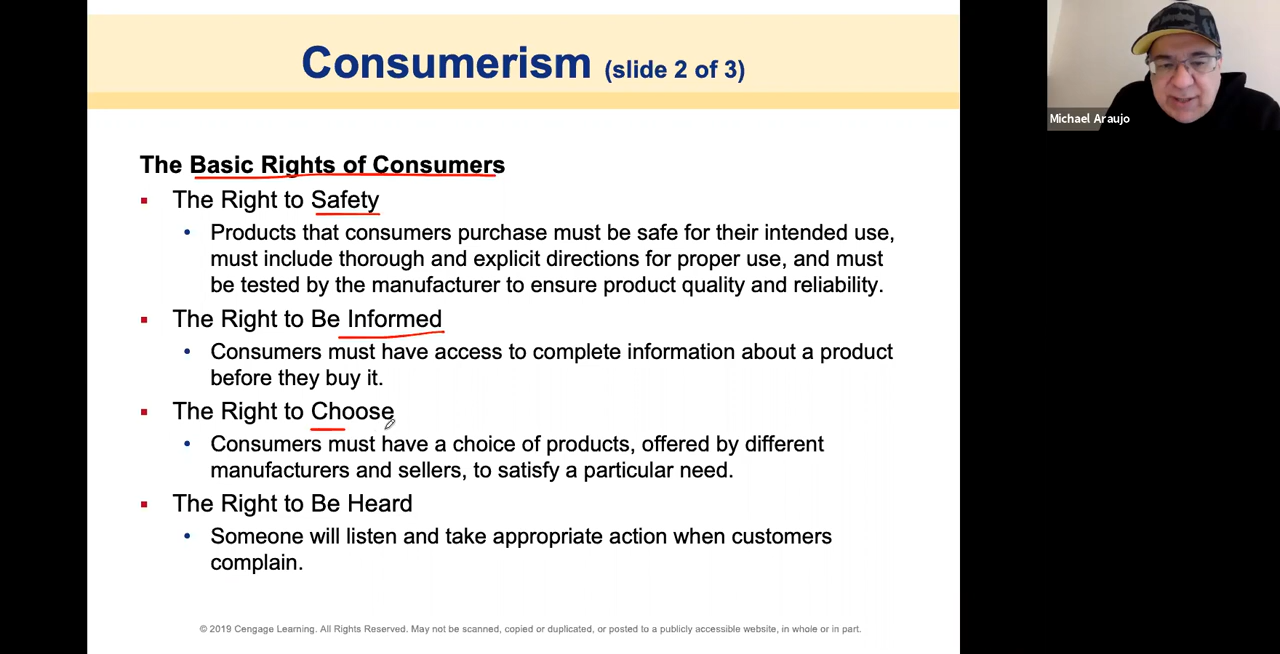 Consumerism (slide 2 of 3)
Michael Araujo
The Basic Rights of Consumers
The Right to Safety
Products that consumers purchase must be safe for their intended use,
must include thorough and explicit directions for proper use, and must
be tested by the manufacturer to ensure product quality and reliability.
The Right to Be Informed
Consumers must have access to complete information about a product
before they buy it.
The Right to Choose
Consumers must have a choice of products, offered by different
manufacturers and sellers, to satisfy a particular need.
The Right to Be Heard
Someone will listen and take appropriate action when customers
complain.
© 2019 Cengage Learning. All Rights Reserved. May not be scanned, copied or duplicated, or posted to a publicly accessible website, in whole or in part.